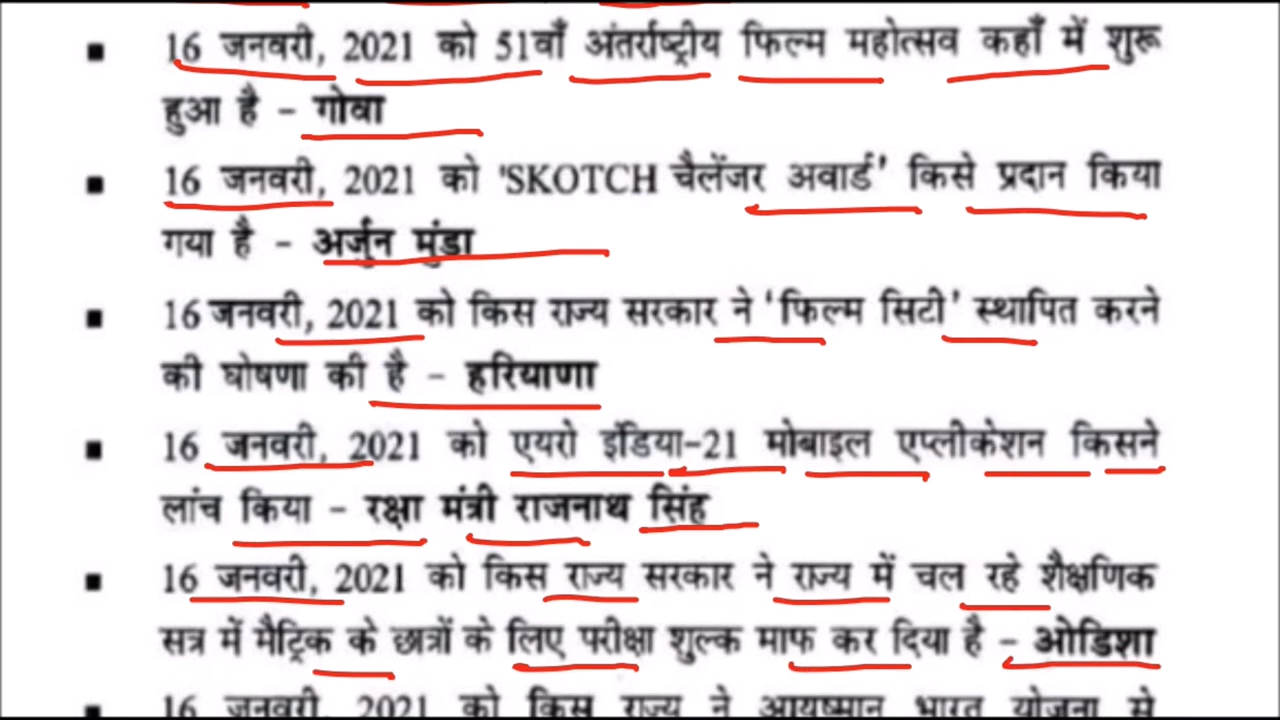 ▪ 16 जनवरी, 2021 को 51वाँ अंतर्राष्ट्रीय फिल्म महोत्सव कहाँ में शुरू
हुआ है - गोवा
▪ 16 जनवरी, 2021 को 'SKOTCH चैलेंजर अवार्ड' किसे प्रदान किया
गया है - अर्जुन मुंडा
▪ 16 जनवरी, 2021 को किस राज्य सरकार ने 'फिल्म सिटी' स्थापित करने
की घोषणा की है - हरियाणा
▪ 16 जनवरी, 2021 को एयरो इंडिया-21 मोबाइल एप्लीकेशन किसने
लांच किया - रक्षा मंत्री राजनाथ सिंह
▪ 16 जनवरी, 2021 को किस राज्य सरकार ने राज्य में चल रहे शैक्षणिक
सत्र में मैट्रिक के छात्रों के लिए परीक्षा शुल्क माफ कर दिया है - ओडिशा
▪ 16 जनवरी, 2021 को किस राज्य ने आयुष्मान भारत योजना से